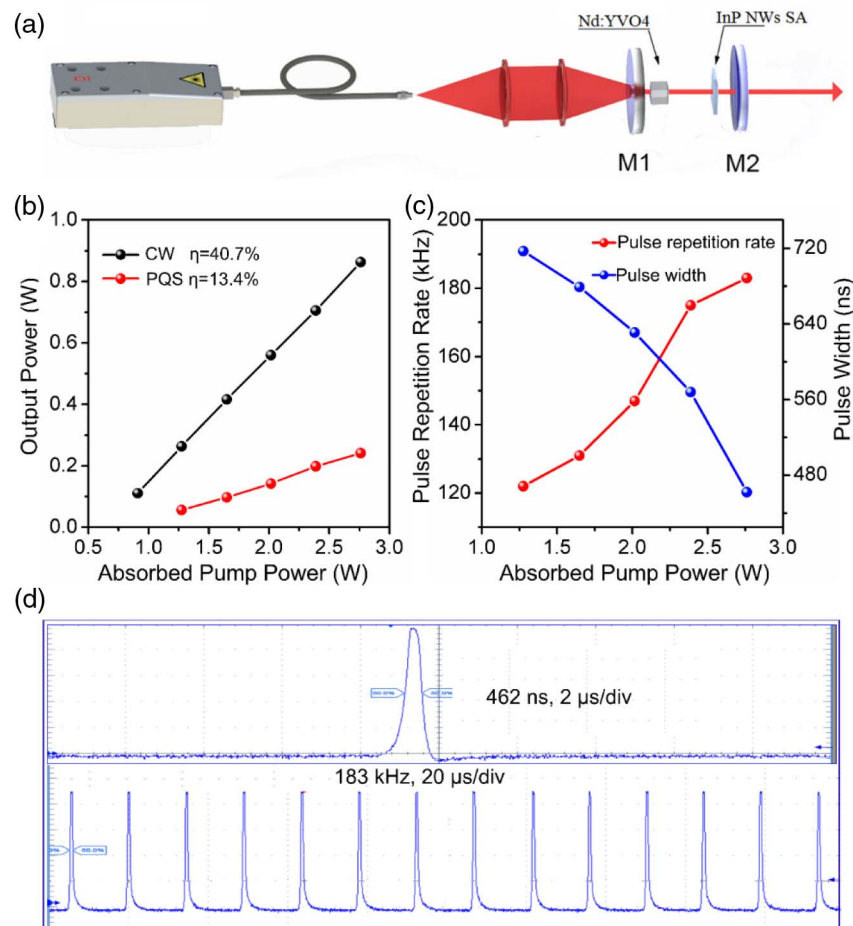 (a)
Nd:YVO4
InP NWs SA
M1
M2
(b)
1.0
0.8
0.6
0.4
0.2
0.0
Output Power (W)
CW η=40.7%
PQS η=13.4%
0.5 1.0 1.5 2.0 2.5 3.0
Absorbed Pump Power (W)
(c)
200
180
160
140
120
Pulse Repetition Rate (kHz)
Pulse repetition rate
Pulse width
720
640
560
480
Pulse Width (ns)
1.0 1.5 2.0 2.5 3.0
Absorbed Pump Power (W)
(d)
462 ns, 2 μs/div
183 kHz, 20 μs/div